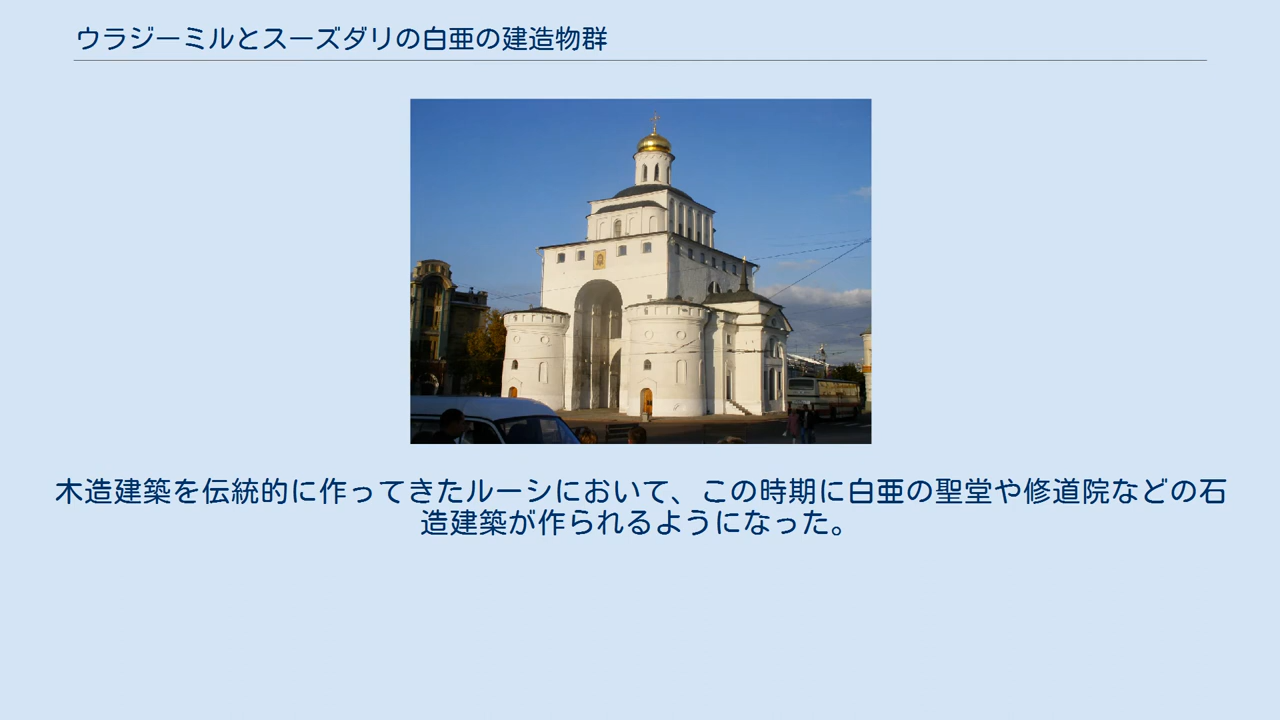 ウラジーミルとスーズダリの白亜の建造物群
木造建築を伝統的に作ってきたルーシにおいて、この時期に白亜の聖堂や修道院などの石
造建築が作られるようになった。